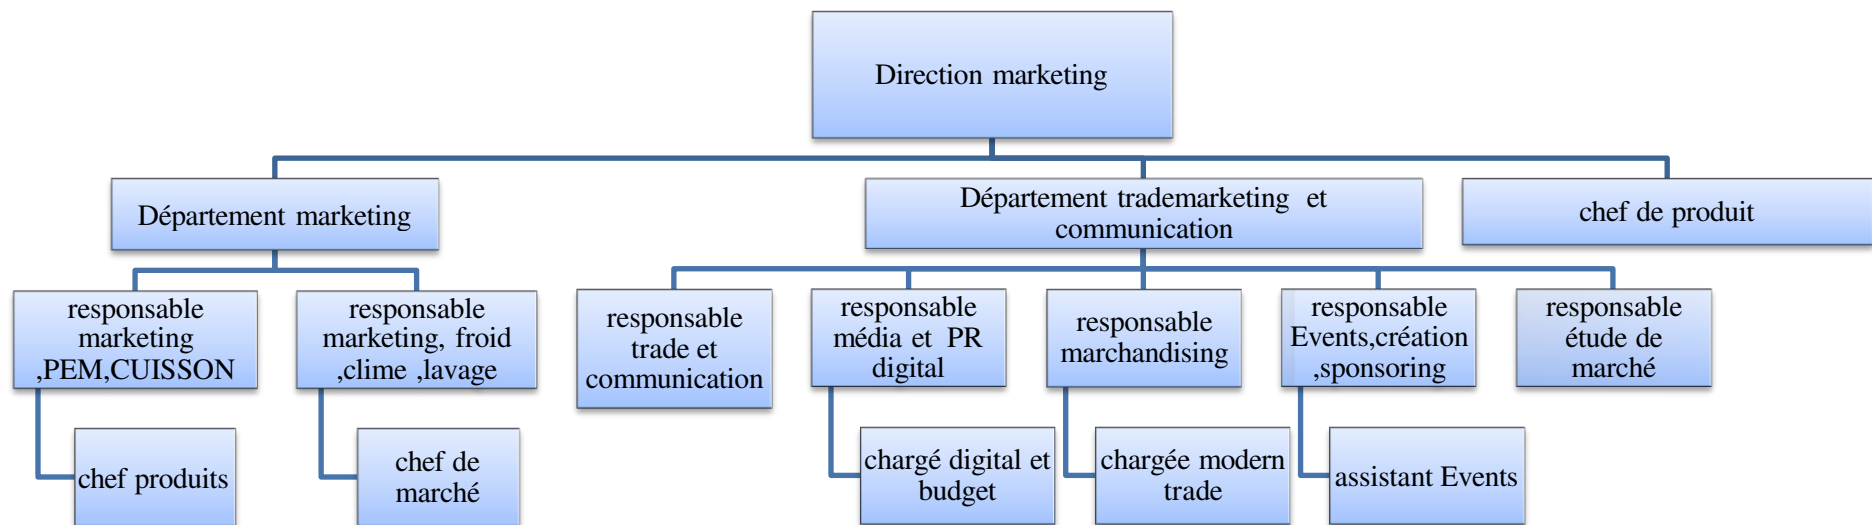 Direction marketing
Département marketing
Département trademarketing et
communication
chef de produit
responsable
marketing
,PEM,CUISSON
responsable
marketing, froid
,clime ,lavage
responsable
trade et
communication
responsable
média et PR
digital
responsable
marchandising
responsable
Events,création
,sponsoring
responsable
étude de
marché
chef produits
chef de
marché
chargé digital et
budget
chargée modern
trade
assistant Events